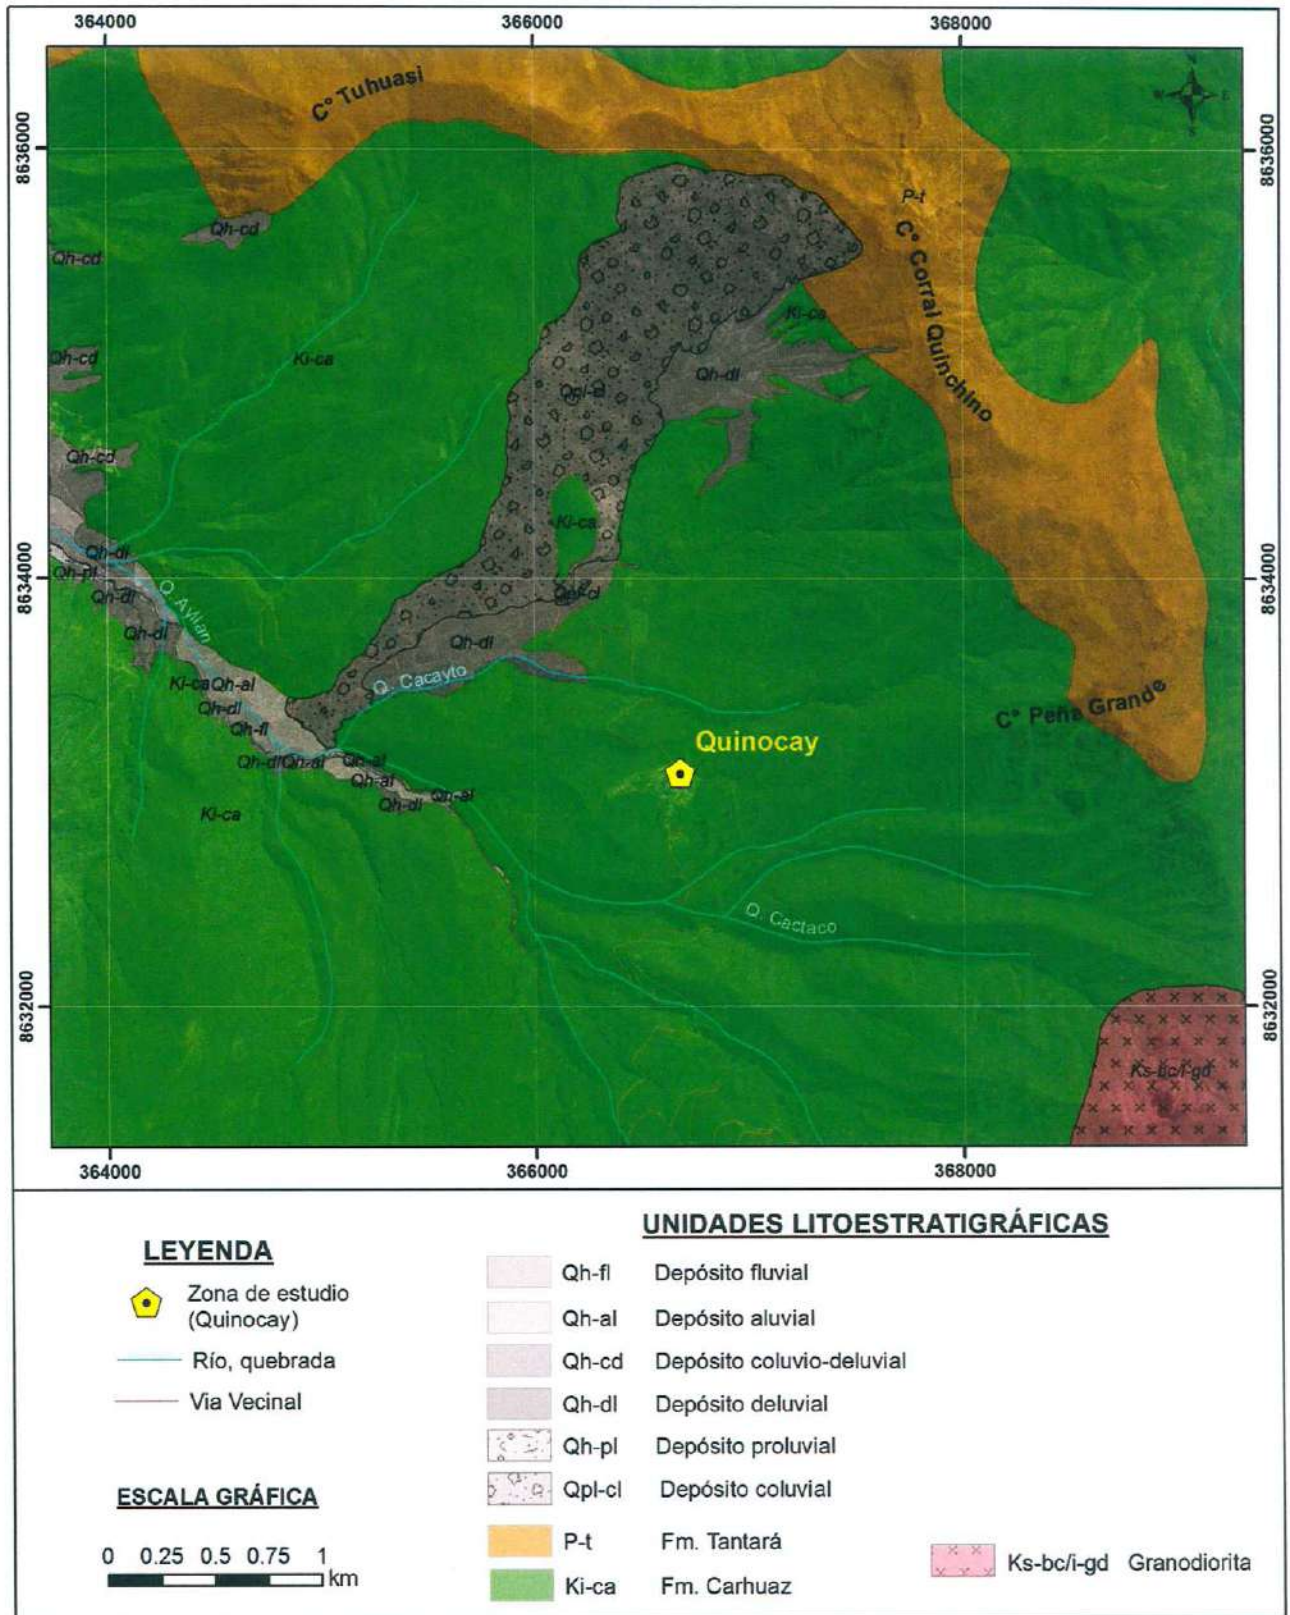 364000 366000 368000
C° Tuhuasi
8636000
8636000
N
W E
S
P-t
C° Corral Quinchino
Qh-cd
Qh-cd
Ki-ca
Qh-cd
Ki-ca
Qh-dl
Qh-cd
Ki-ca
8634000
8634000
Qh-dl
Qh-pl
Qh-dl
Qpl-cl
Qh-dl
Qh-dl
Q. Cacayto
Ki-ca Qh-al
Qh-dl
C° Peña Grande
Qh-fl
Quinocay
Qh-dl Qh-al Qh-al
Qh-al
Qh-dl Qh-al
Ki-ca
Q. Cactaco
8632000
8632000
Ks-bc/i-gd
364000 366000 368000
UNIDADES LITOESTRATIGRÁFICAS
LEYENDA
Zona de estudio
(Quinocay)
Río, quebrada
Via Vecinal
Qh-fl Depósito fluvial
Qh-al Depósito aluvial
Qh-cd Depósito coluvio-deluvial
Qh-dl Depósito deluvial
Qh-pl Depósito proluvial
Qpl-cl Depósito coluvial
P-t Fm. Tantará
Ki-ca Fm. Carhuaz
Ks-bc/i-gd Granodiorita
ESCALA GRÁFICA
0 0.25 0.5 0.75 1
km